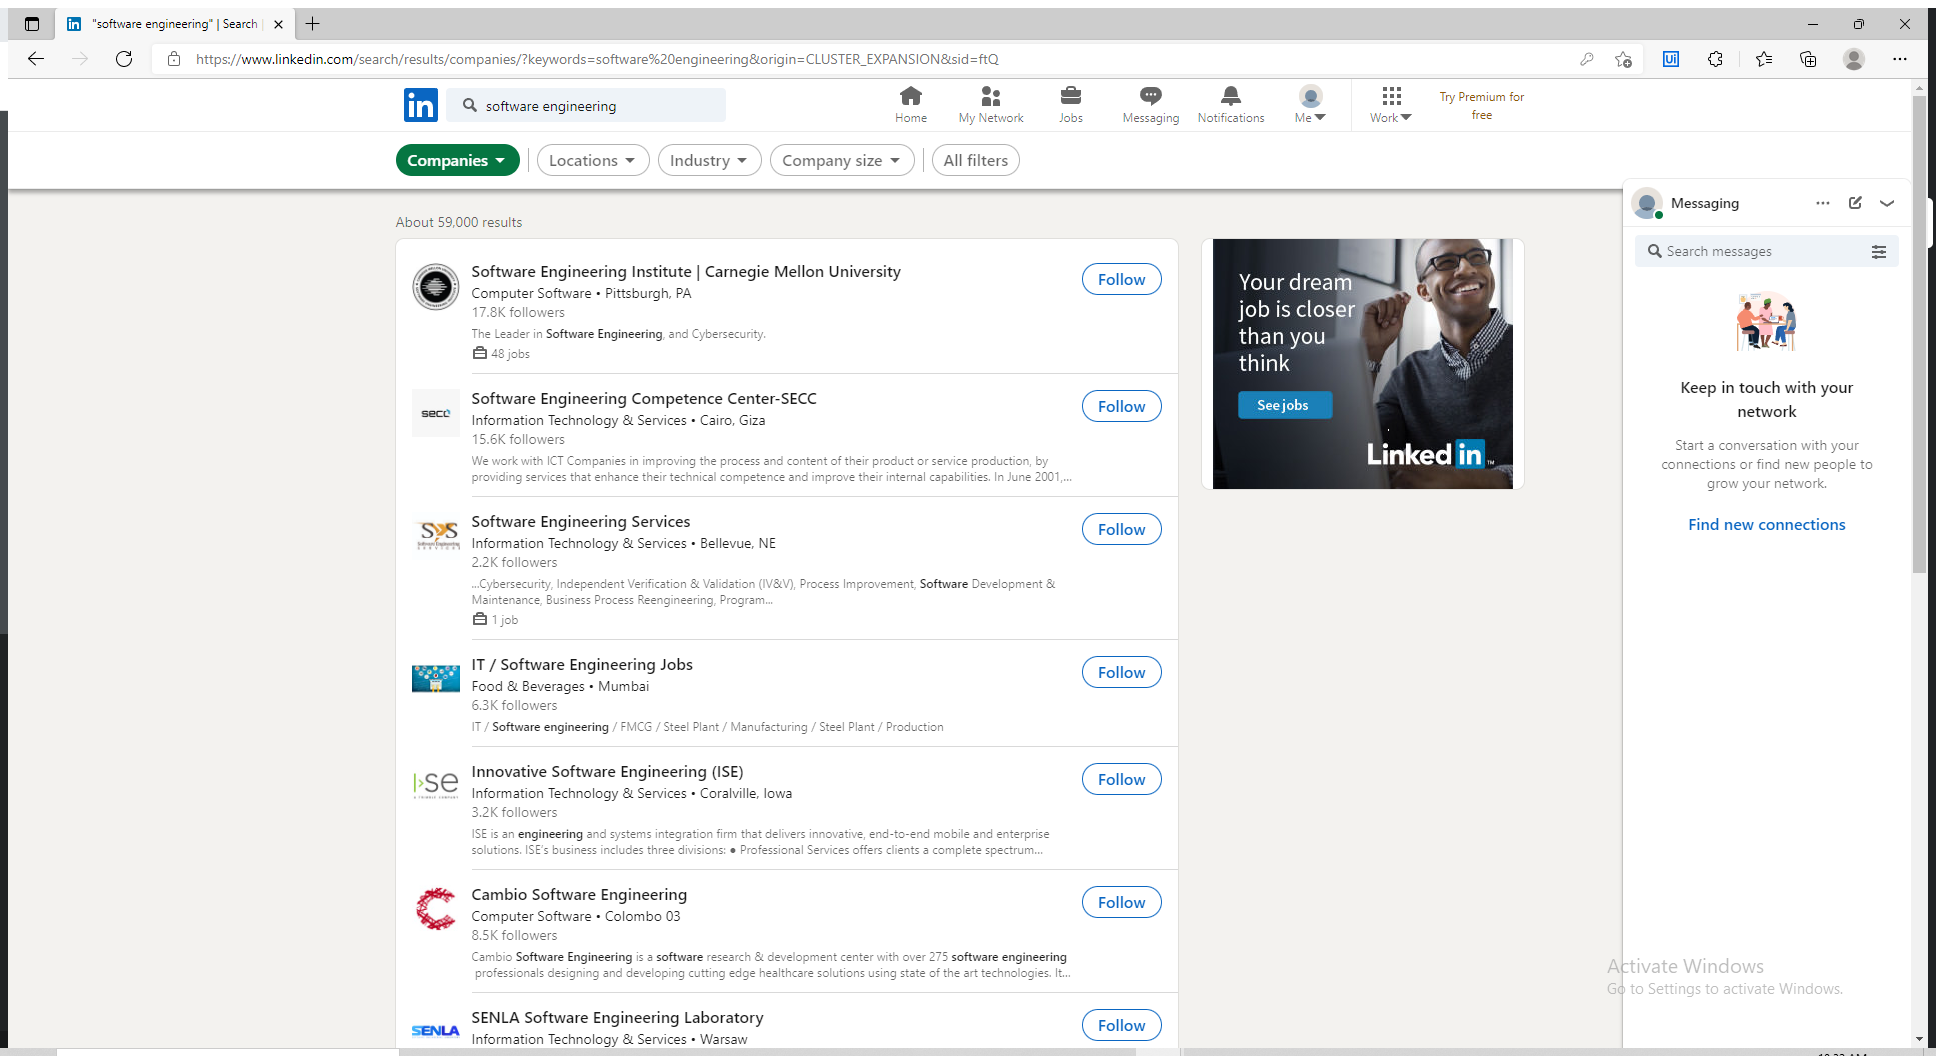 "software engineering" | Search
https://www.linkedin.com/search/results/companies/?keywords=software%20engineering&origin=CLUSTER_EXPANSION&sid=ftQ
in software engineering
Home My Network Jobs Messaging Notifications Me Work Try Premium for
free
Companies Locations Industry Company size All filters
About 59,000 results
Software Engineering Institute | Carnegie Mellon University
Computer Software • Pittsburgh, PA
17.8K followers
The Leader in Software Engineering, and Cybersecurity.
48 jobs
Follow
secc
Software Engineering Competence Center-SECC
Information Technology & Services • Cairo, Giza
15.6K followers
We work with ICT Companies in improving the process and content of their product or service production, by
providing services that enhance their technical competence and improve their internal capabilities. In June 2001,...
Follow
SYS
Software Engineering
SERVICES
Software Engineering Services
Information Technology & Services • Bellevue, NE
2.2K followers
...Cybersecurity, Independent Verification & Validation (IV&V), Process Improvement, Software Development &
Maintenance, Business Process Reengineering, Program...
1 job
Follow
IT / Software Engineering Jobs
Food & Beverages • Mumbai
6.3K followers
IT / Software engineering / FMCG / Steel Plant / Manufacturing / Steel Plant / Production
Follow
ISE
Innovative Software Engineering (ISE)
Information Technology & Services • Coralville, Iowa
3.2K followers
ISE is an engineering and systems integration firm that delivers innovative, end-to-end mobile and enterprise
solutions. ISE's business includes three divisions: ● Professional Services offers clients a complete spectrum...
Follow
Cambio Software Engineering
Computer Software • Colombo 03
8.5K followers
Cambio Software Engineering is a software research & development center with over 275 software engineering
professionals designing and developing cutting edge healthcare solutions using state of the art technologies. It...
Follow
SENLA
SENLA Software Engineering Laboratory
Information Technology & Services • Warsaw
Follow
Your dream
job is closer
than you
think
See jobs
Linked in ™
Messaging
Search messages
Keep in touch with your
network
Start a conversation with your
connections or find new people to
grow your network.
Find new connections
Activate Windows
Go to Settings to activate Windows.